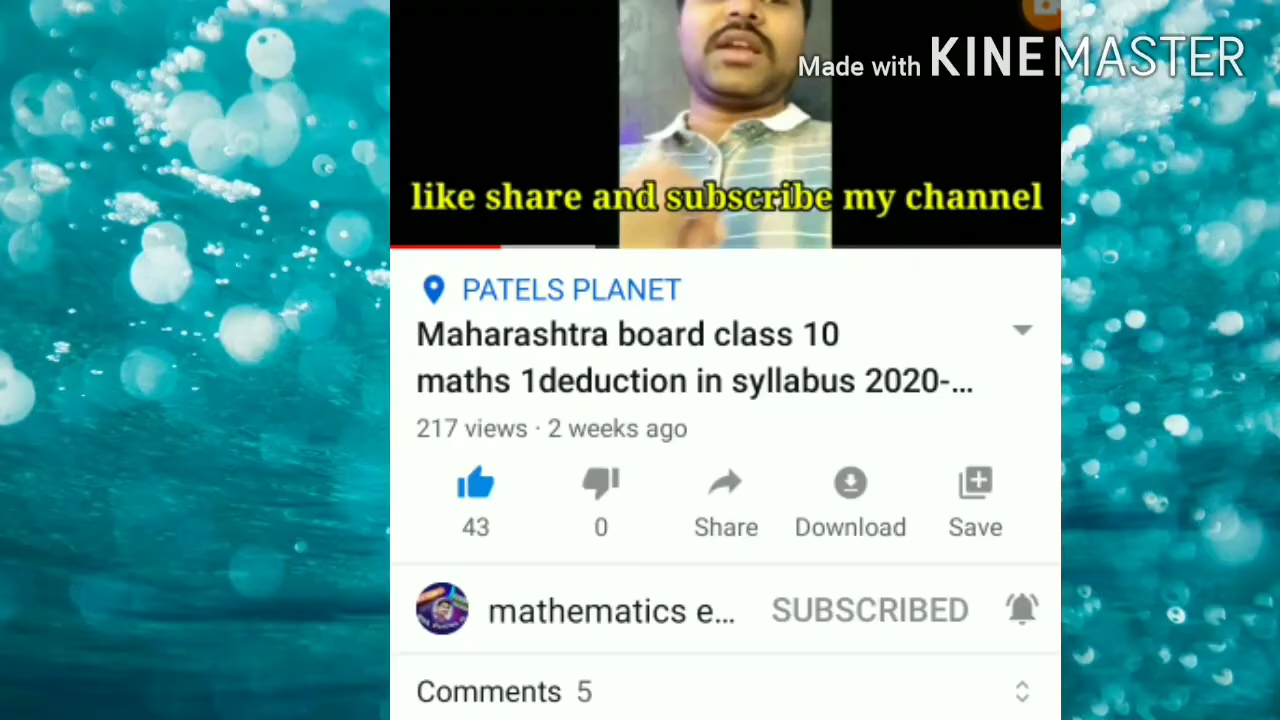 Made with KINEMASTER
like share and subscribe my channel
PATELS PLANET
Maharashtra board class 10
maths 1deduction in syllabus 2020-...
217 views · 2 weeks ago
43
0
Share
Download
Save
mathematics e...
SUBSCRIBED
Comments 5